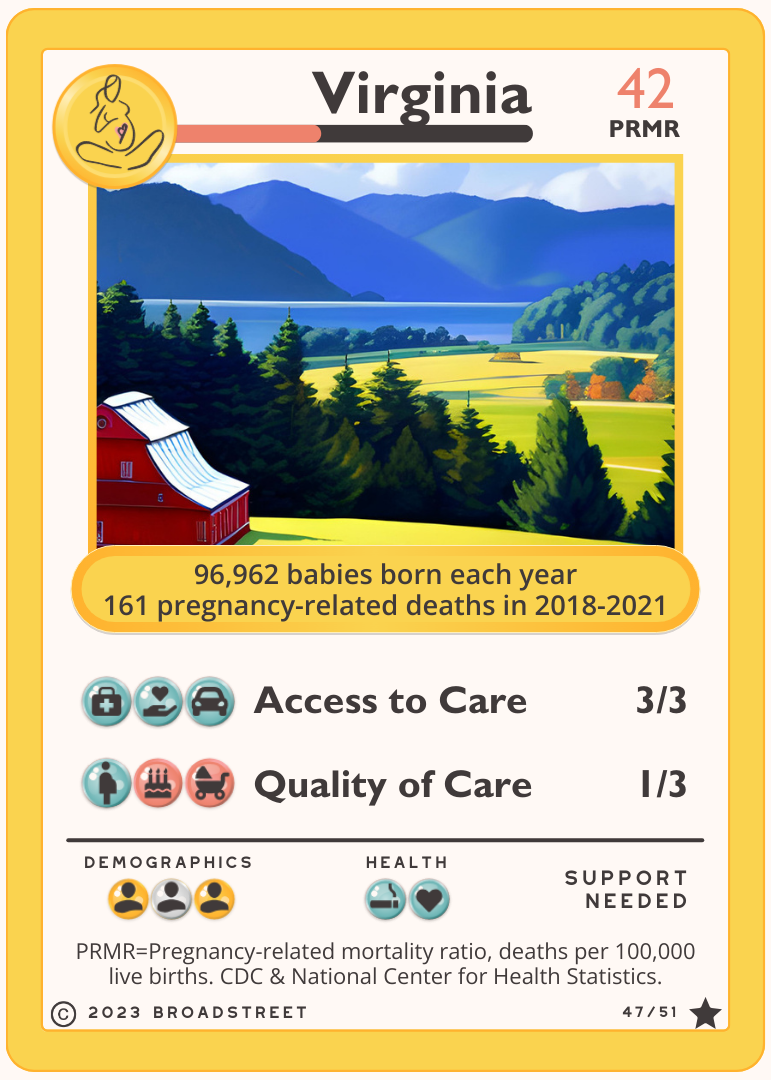 Virginia
42
PRMR
96,962 babies born each year
161 pregnancy-related deaths in 2018-2021
Access to Care 3/3
Quality of Care 1/3
DEMOGRAPHICS
HEALTH
SUPPORT
NEEDED
PRMR=Pregnancy-related mortality ratio, deaths per 100,000
live births. CDC & National Center for Health Statistics.
© 2023 BROADSTREET 47/51